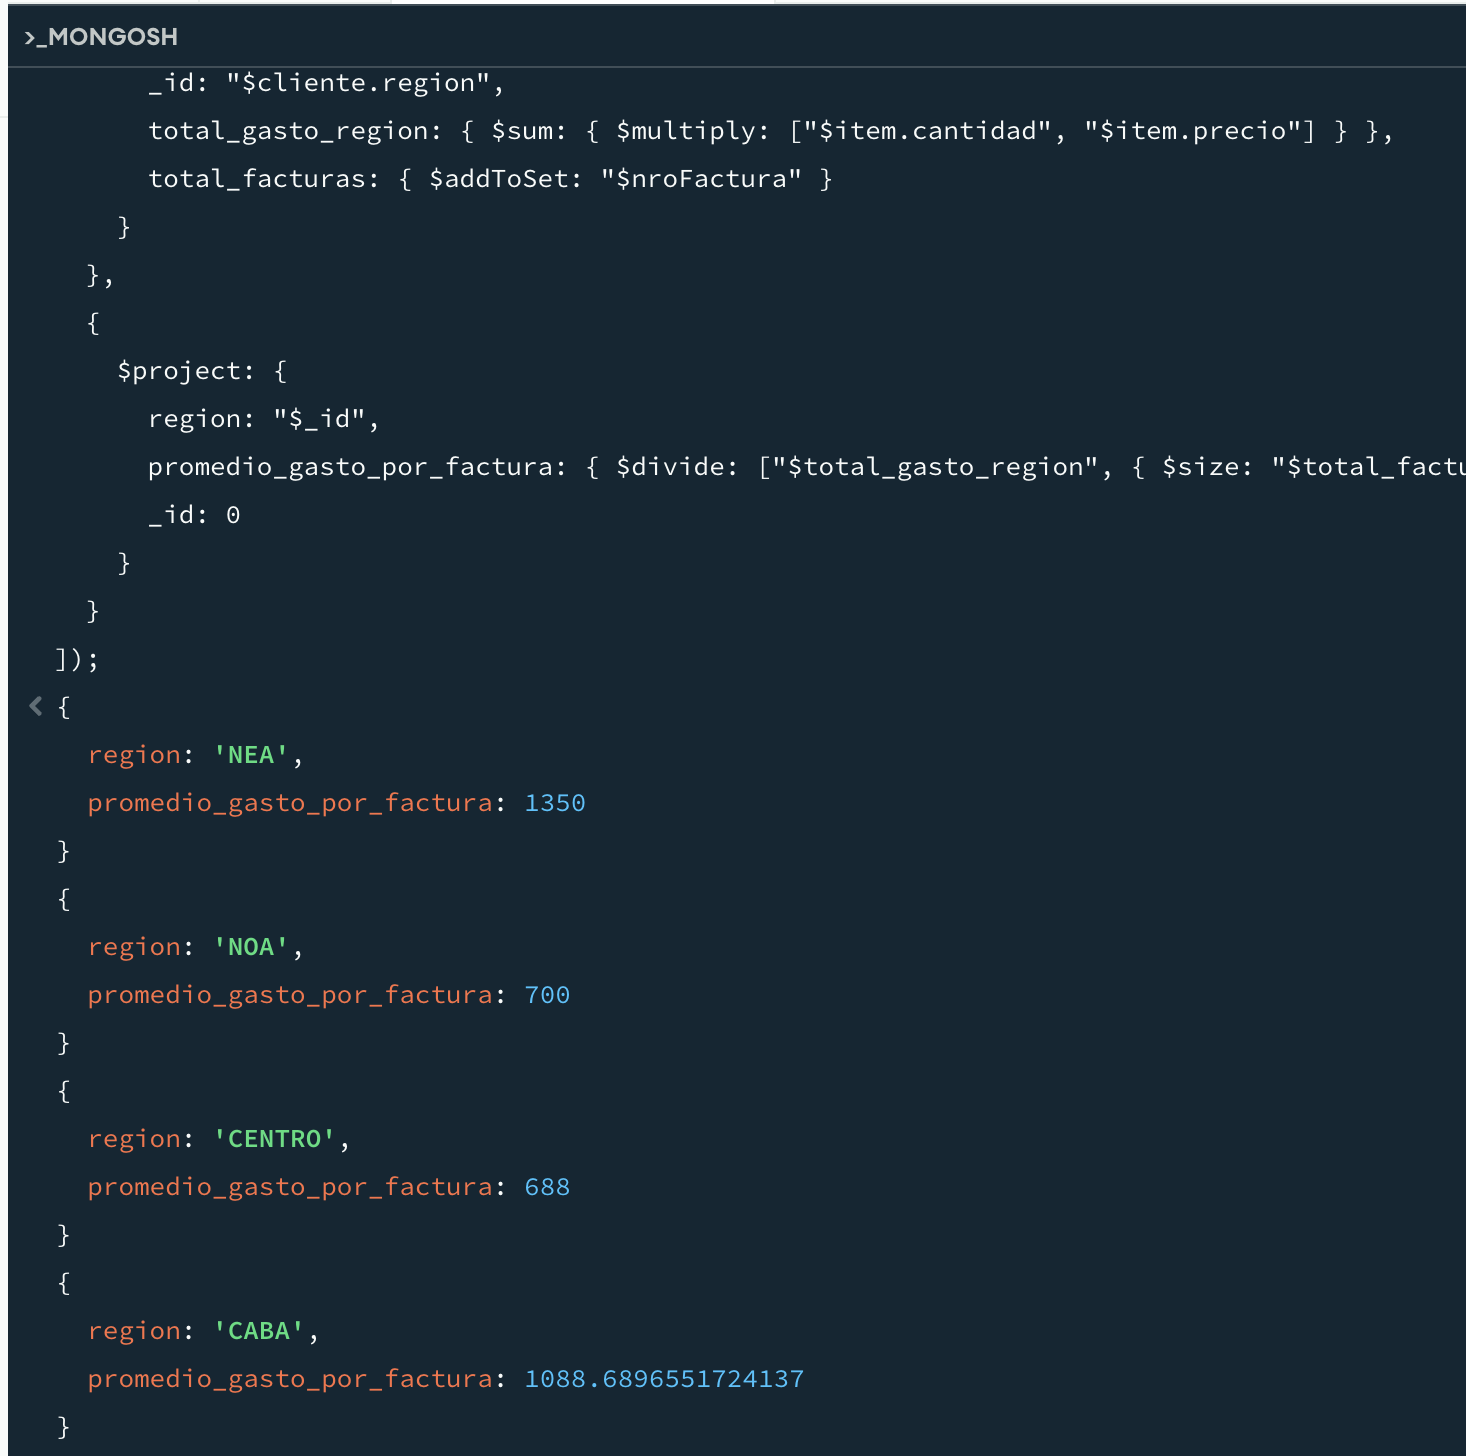 >_MONGOSH
_id: "$cliente.region",
total_gasto_region: { $sum: { $multiply: ["$item.cantidad", "$item.precio"] } },
total_facturas: { $addToSet: "$nroFactura" }
}
},
{
$project: {
region: "$_id",
promedio_gasto_por_factura: { $divide: ["$total_gasto_region", { $size: "$total_factu
_id: 0
}
}
]);
{
region: 'NEA',
promedio_gasto_por_factura: 1350
}
{
region: 'NOA',
promedio_gasto_por_factura: 700
}
{
region: 'CENTRO',
promedio_gasto_por_factura: 688
}
{
region: 'CABA',
promedio_gasto_por_factura: 1088.6896551724137
}